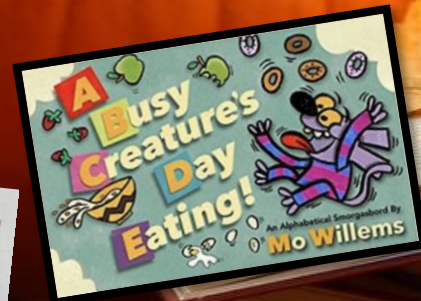 A
Busy
Creature's
Day
Eating!
An Alphabetical Smorgasbord By
Mo Willems